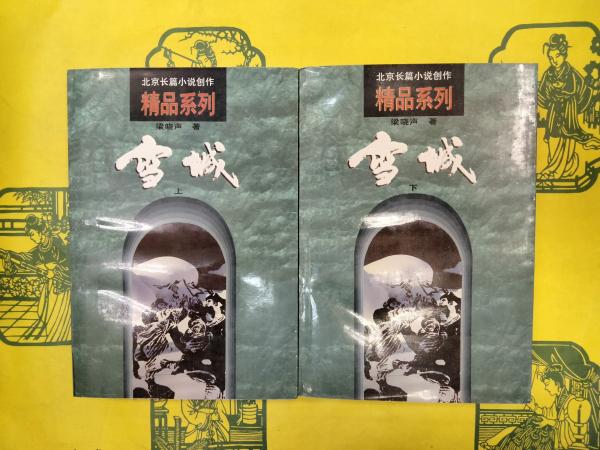 北京长篇小说创作
精品系列
梁晓声 著
雪城
上
北京长篇小说创作
精品系列
梁晓声 著
雪城
下